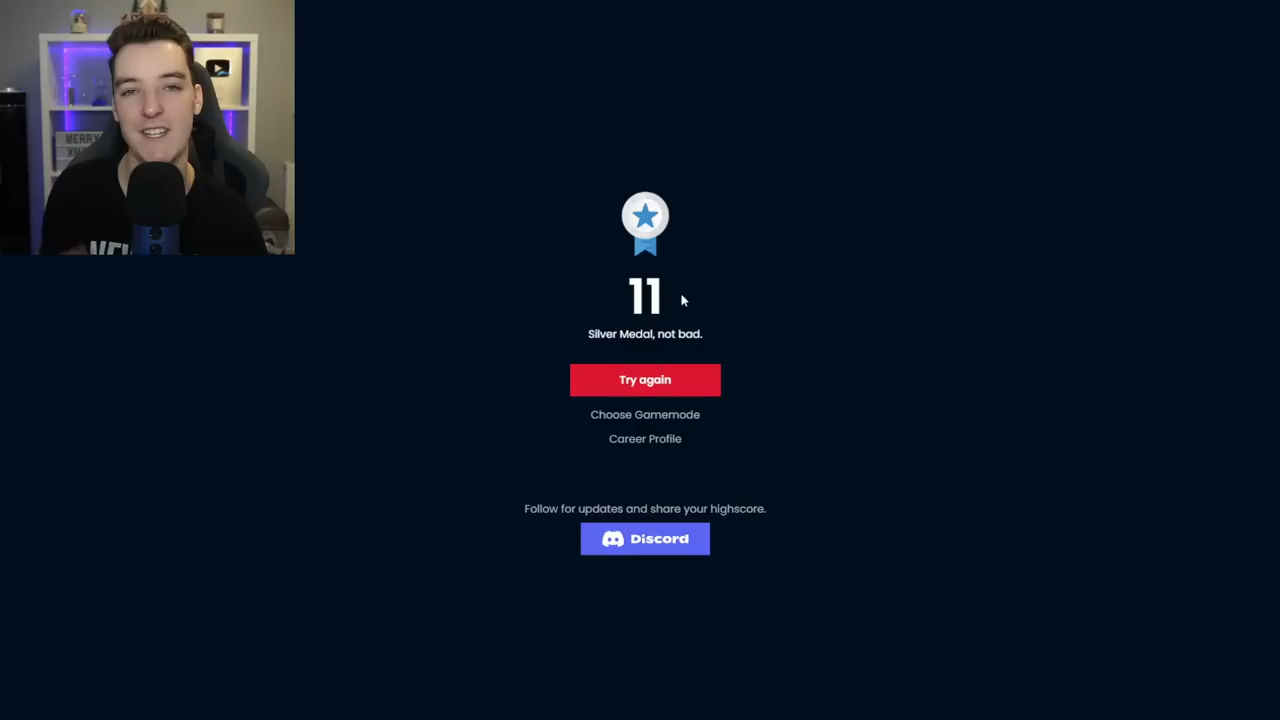 MERRY
11
Silver Medal, not bad.
Try again
Choose Gamemode
Career Profile
Follow for updates and share your highscore.
Discord